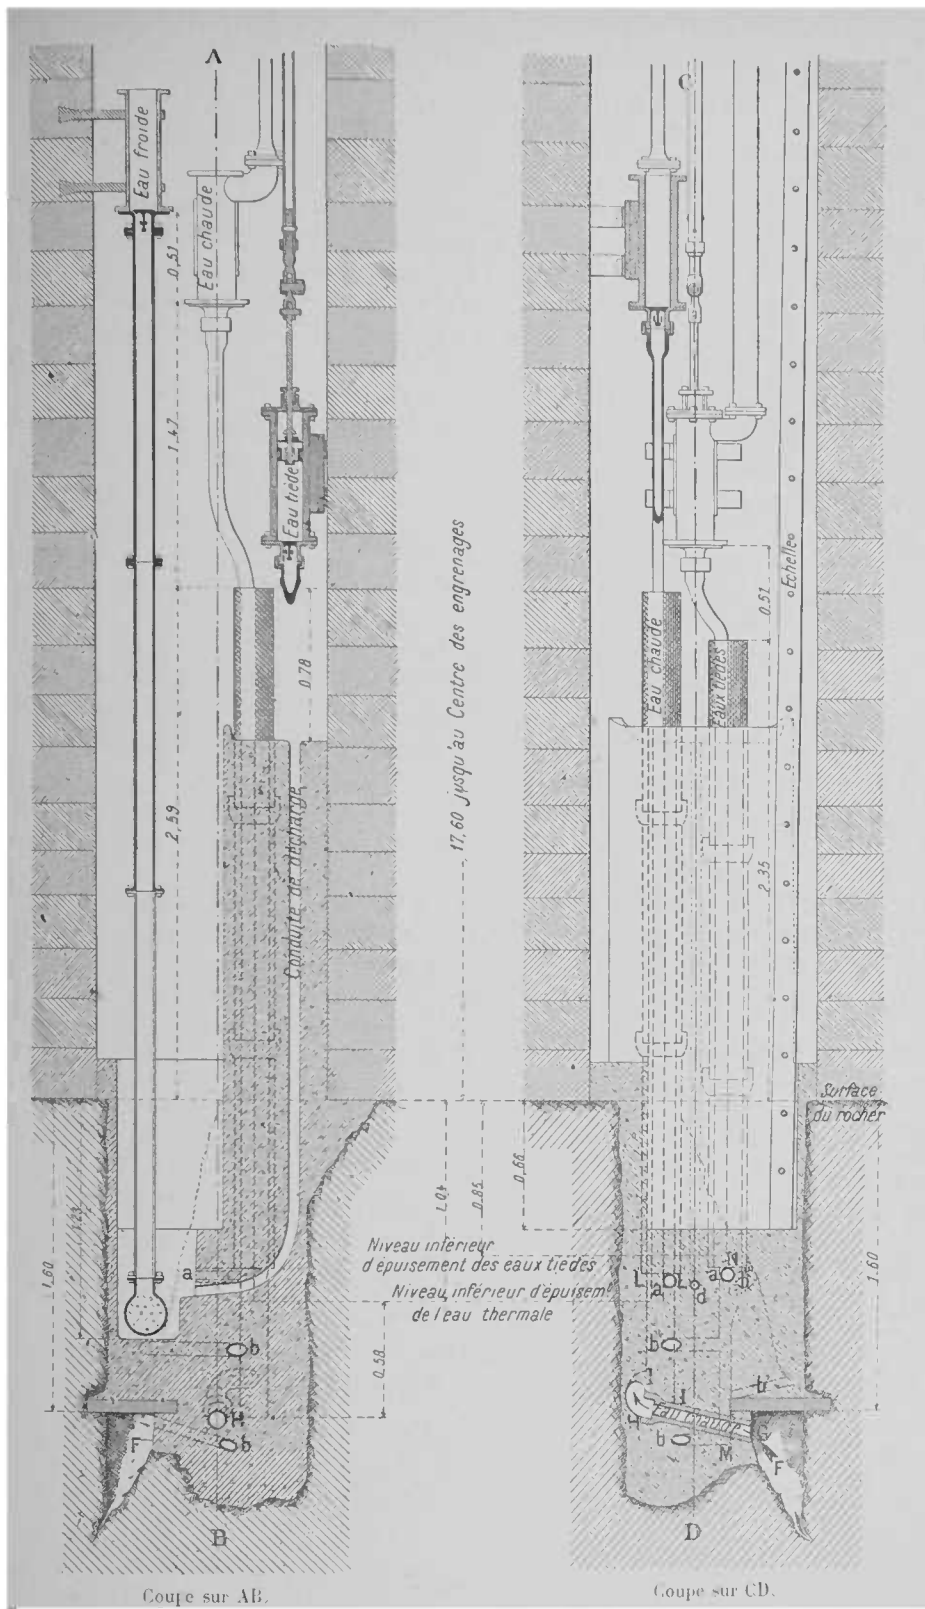 A
Eau froide
Eau chaude
0,51
1.47
Eau tiède
0.78
2,59
Conduite de décharge
17,60 jusqu'au Centre des engrenages
1.60
1.23
a
b
H
b
F
B
Coupe sur AB.
C
Echelle
0.51
Eau chaude
Eaux tièdes
2.35
Surface
du rocher
1.04
0.85
0,66
Niveau inférieur
d'épuisement des eaux tièdes
Niveau inférieur d'épuisemt
de l'eau thermale
0.58
L
a
L
d
a
b
b
1.60
H
Eau chaude
b
M
G
F
D
Coupe sur CD.